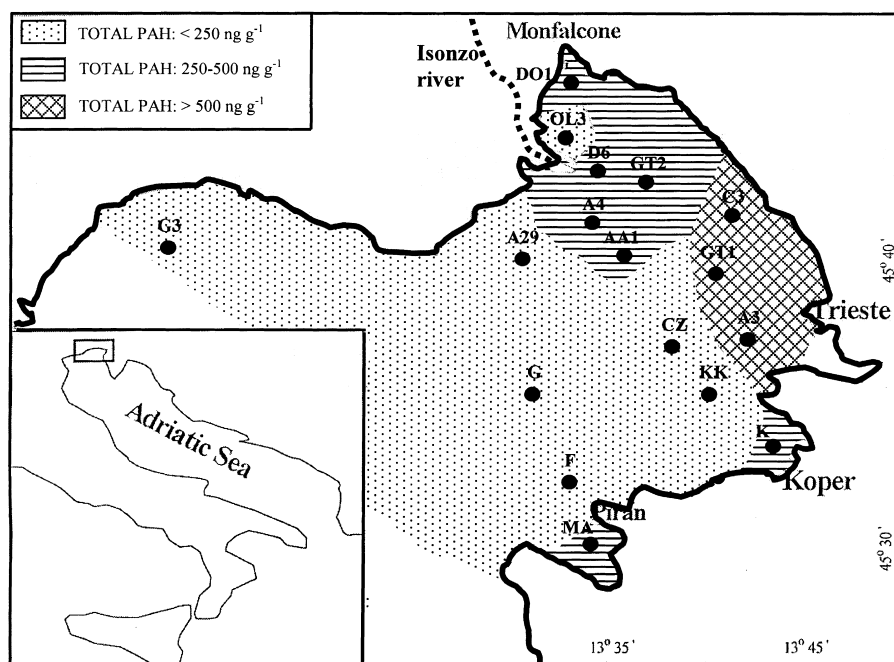 TOTAL PAH: < 250 ng g-1
TOTAL PAH: 250-500 ng g-1
TOTAL PAH: > 500 ng g-1
Monfalcone
Isonzo
river
DO1
OL3
D6
GT2
C3
A4
G3
A29
AA1
GT1
45° 40'
Trieste
CZ
A3
G
KK
K
Koper
F
Piran
MA
45° 30'
13° 35'
13° 45'
Adriatic Sea